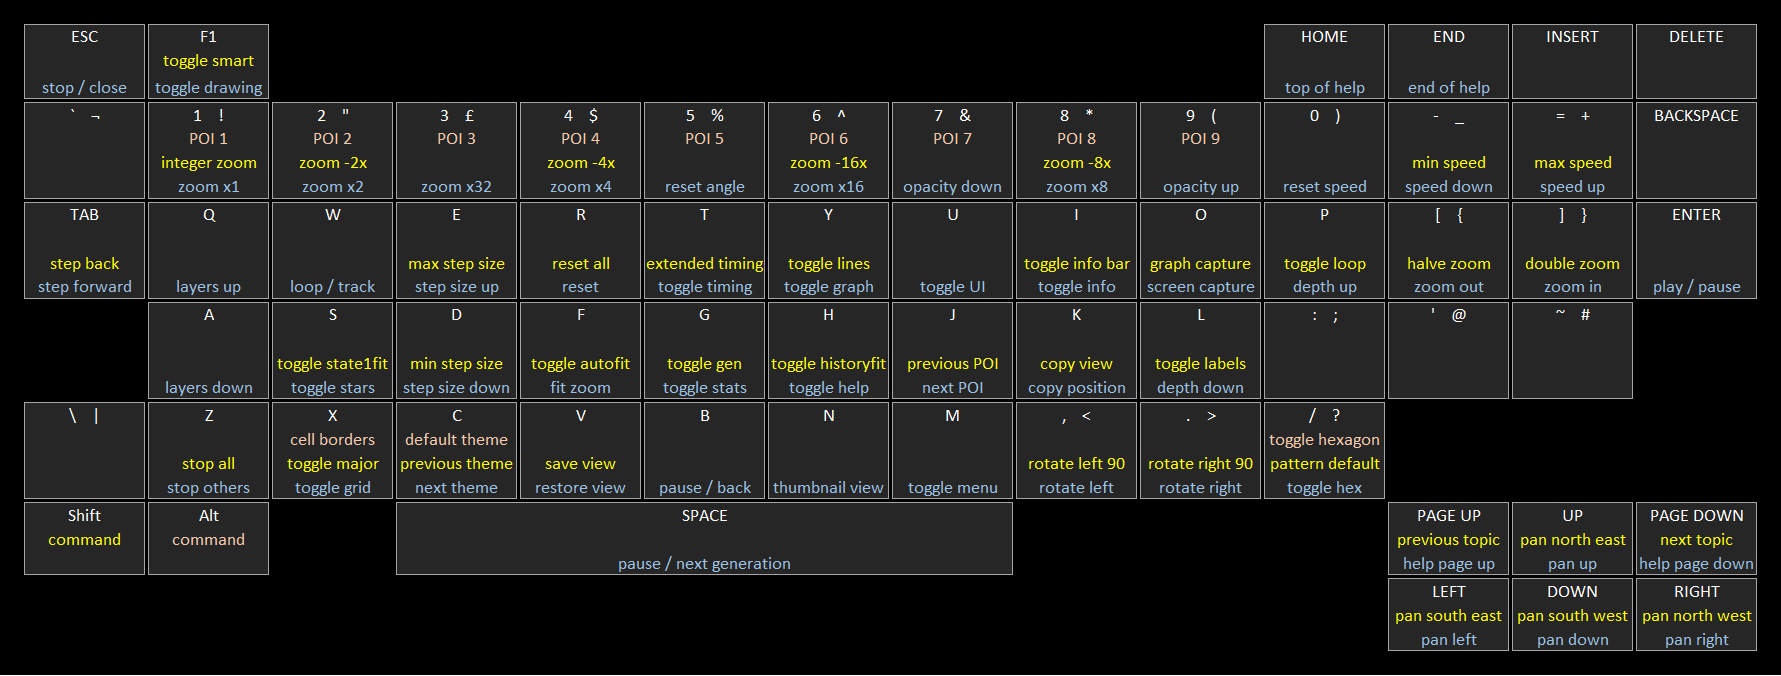 ESC
stop / close
F1
toggle smart
toggle drawing
HOME
top of help
END
end of help
INSERT
DELETE
` ¬
1 !
POI 1
integer zoom
zoom x1
2 "
POI 2
zoom -2x
zoom x2
3 £
POI 3
zoom x32
4 $
POI 4
zoom -4x
zoom x4
5 %
POI 5
reset angle
6 ^
POI 6
zoom -16x
zoom x16
7 &
POI 7
opacity down
8 *
POI 8
zoom -8x
zoom x8
9 (
POI 9
opacity up
0 )
reset speed
- _
min speed
speed down
= +
max speed
speed up
BACKSPACE
TAB
step back
step forward
Q
layers up
W
loop / track
E
max step size
step size up
R
reset all
reset
T
extended timing
toggle timing
Y
toggle lines
toggle graph
U
toggle UI
I
toggle info bar
toggle info
O
graph capture
screen capture
P
toggle loop
depth up
[ {
halve zoom
zoom out
] }
double zoom
zoom in
ENTER
play / pause
A
layers down
S
toggle state1fit
toggle stars
D
min step size
step size down
F
toggle autofit
fit zoom
G
toggle gen
toggle stats
H
toggle historyfit
toggle help
J
previous POI
next POI
K
copy view
copy position
L
toggle labels
depth down
: ;
' @
~ #
\ |
Z
stop all
stop others
X
cell borders
toggle major
toggle grid
C
default theme
previous theme
next theme
V
save view
restore view
B
pause / back
N
thumbnail view
M
toggle menu
, <
rotate left 90
rotate left
. >
rotate right 90
rotate right
/ ?
toggle hexagon
pattern default
toggle hex
Shift
command
Alt
command
SPACE
pause / next generation
PAGE UP
previous topic
help page up
UP
pan north east
pan up
PAGE DOWN
next topic
help page down
LEFT
pan south east
pan left
DOWN
pan south west
pan down
RIGHT
pan north west
pan right